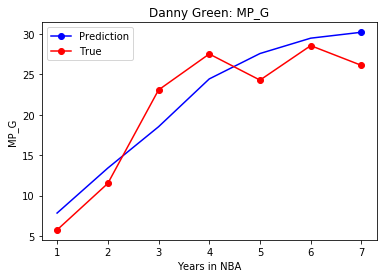 Danny Green: MP_G
Prediction
True
30
25
20
15
10
5
MP_G
1 2 3 4 5 6 7
Years in NBA